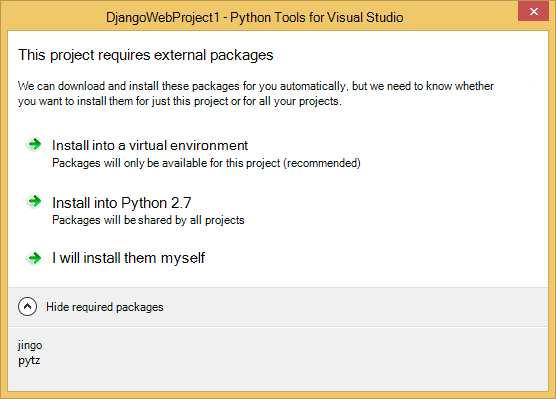 DjangoWebProject1 - Python Tools for Visual Studio
This project requires external packages
We can download and install these packages for you automatically, but we need to know whether
you want to install them for just this project or for all your projects.
Install into a virtual environment
Packages will only be available for this project (recommended)
Install into Python 2.7
Packages will be shared by all projects
I will install them myself
Hide required packages
jingo
pytz